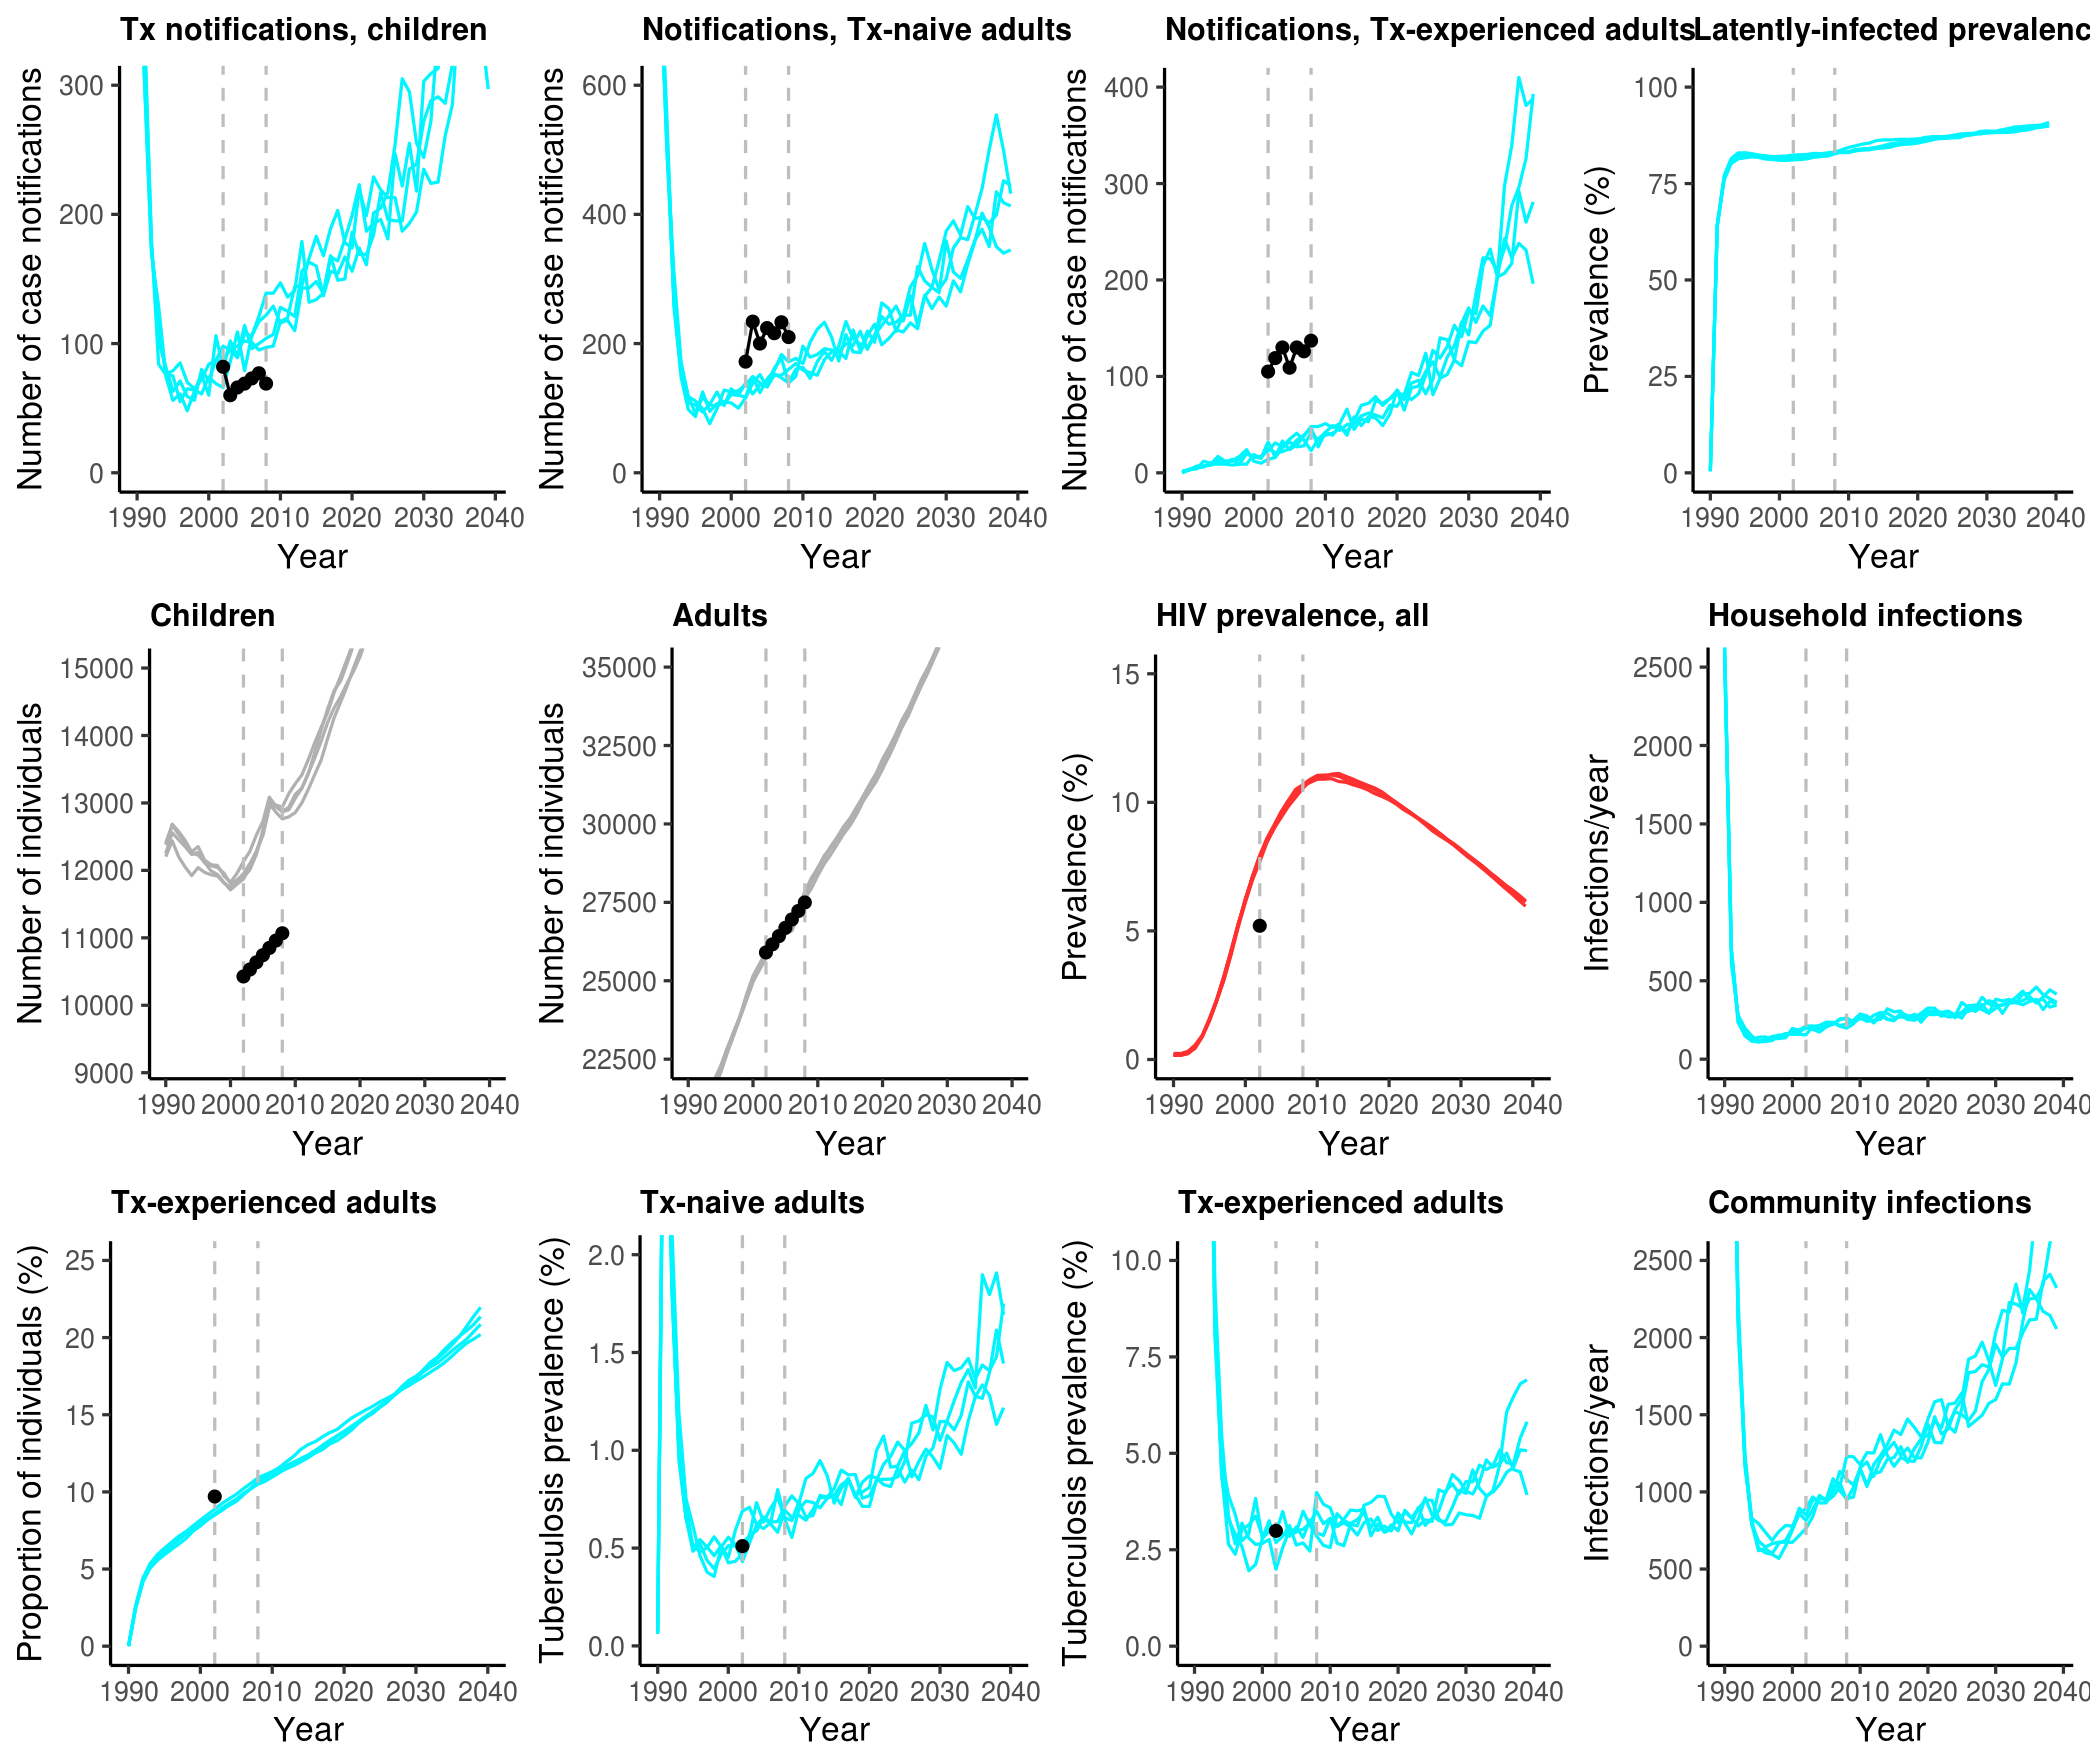 Tx notifications, children
Notifications, Tx-naive adults
Notifications, Tx-experienced adults
Latently-infected prevalenc
Number of case notifications
300
200
100
0
1990 2000 2010 2020 2030 2040
Year
Number of case notifications
600
400
200
0
1990 2000 2010 2020 2030 2040
Year
Number of case notifications
400
300
200
100
0
1990 2000 2010 2020 2030 2040
Year
Prevalence (%)
100
75
50
25
0
1990 2000 2010 2020 2030 2040
Year
Children
Number of individuals
15000
14000
13000
12000
11000
10000
9000
1990 2000 2010 2020 2030 2040
Year
Adults
Number of individuals
35000
32500
30000
27500
25000
22500
1990 2000 2010 2020 2030 2040
Year
HIV prevalence, all
Prevalence (%)
15
10
5
0
1990 2000 2010 2020 2030 2040
Year
Household infections
Infections/year
2500
2000
1500
1000
500
0
1990 2000 2010 2020 2030 2040
Year
Tx-experienced adults
Proportion of individuals (%)
25
20
15
10
5
0
1990 2000 2010 2020 2030 2040
Year
Tx-naive adults
Tuberculosis prevalence (%)
2.0
1.5
1.0
0.5
0.0
1990 2000 2010 2020 2030 2040
Year
Tx-experienced adults
Tuberculosis prevalence (%)
10.0
7.5
5.0
2.5
0.0
1990 2000 2010 2020 2030 2040
Year
Community infections
Infections/year
2500
2000
1500
1000
500
0
1990 2000 2010 2020 2030 2040
Year